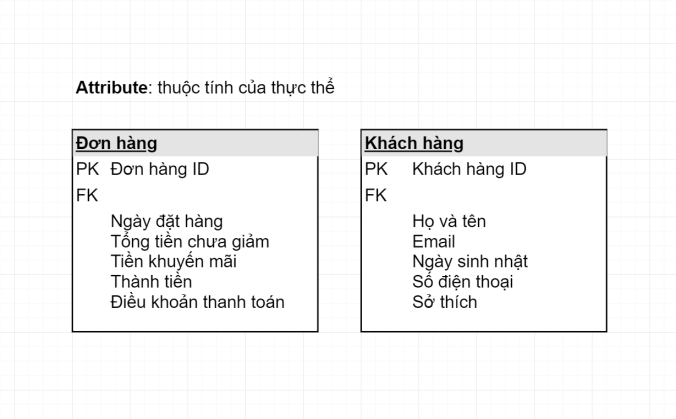 Attribute: thuộc tính của thực thể
Đơn hàng
PK Đơn hàng ID
FK
Ngày đặt hàng
Tổng tiền chưa giảm
Tiền khuyến mãi
Thành tiền
Điều khoản thanh toán
Khách hàng
PK Khách hàng ID
FK
Họ và tên
Email
Ngày sinh nhật
Số điện thoại
Sở thích